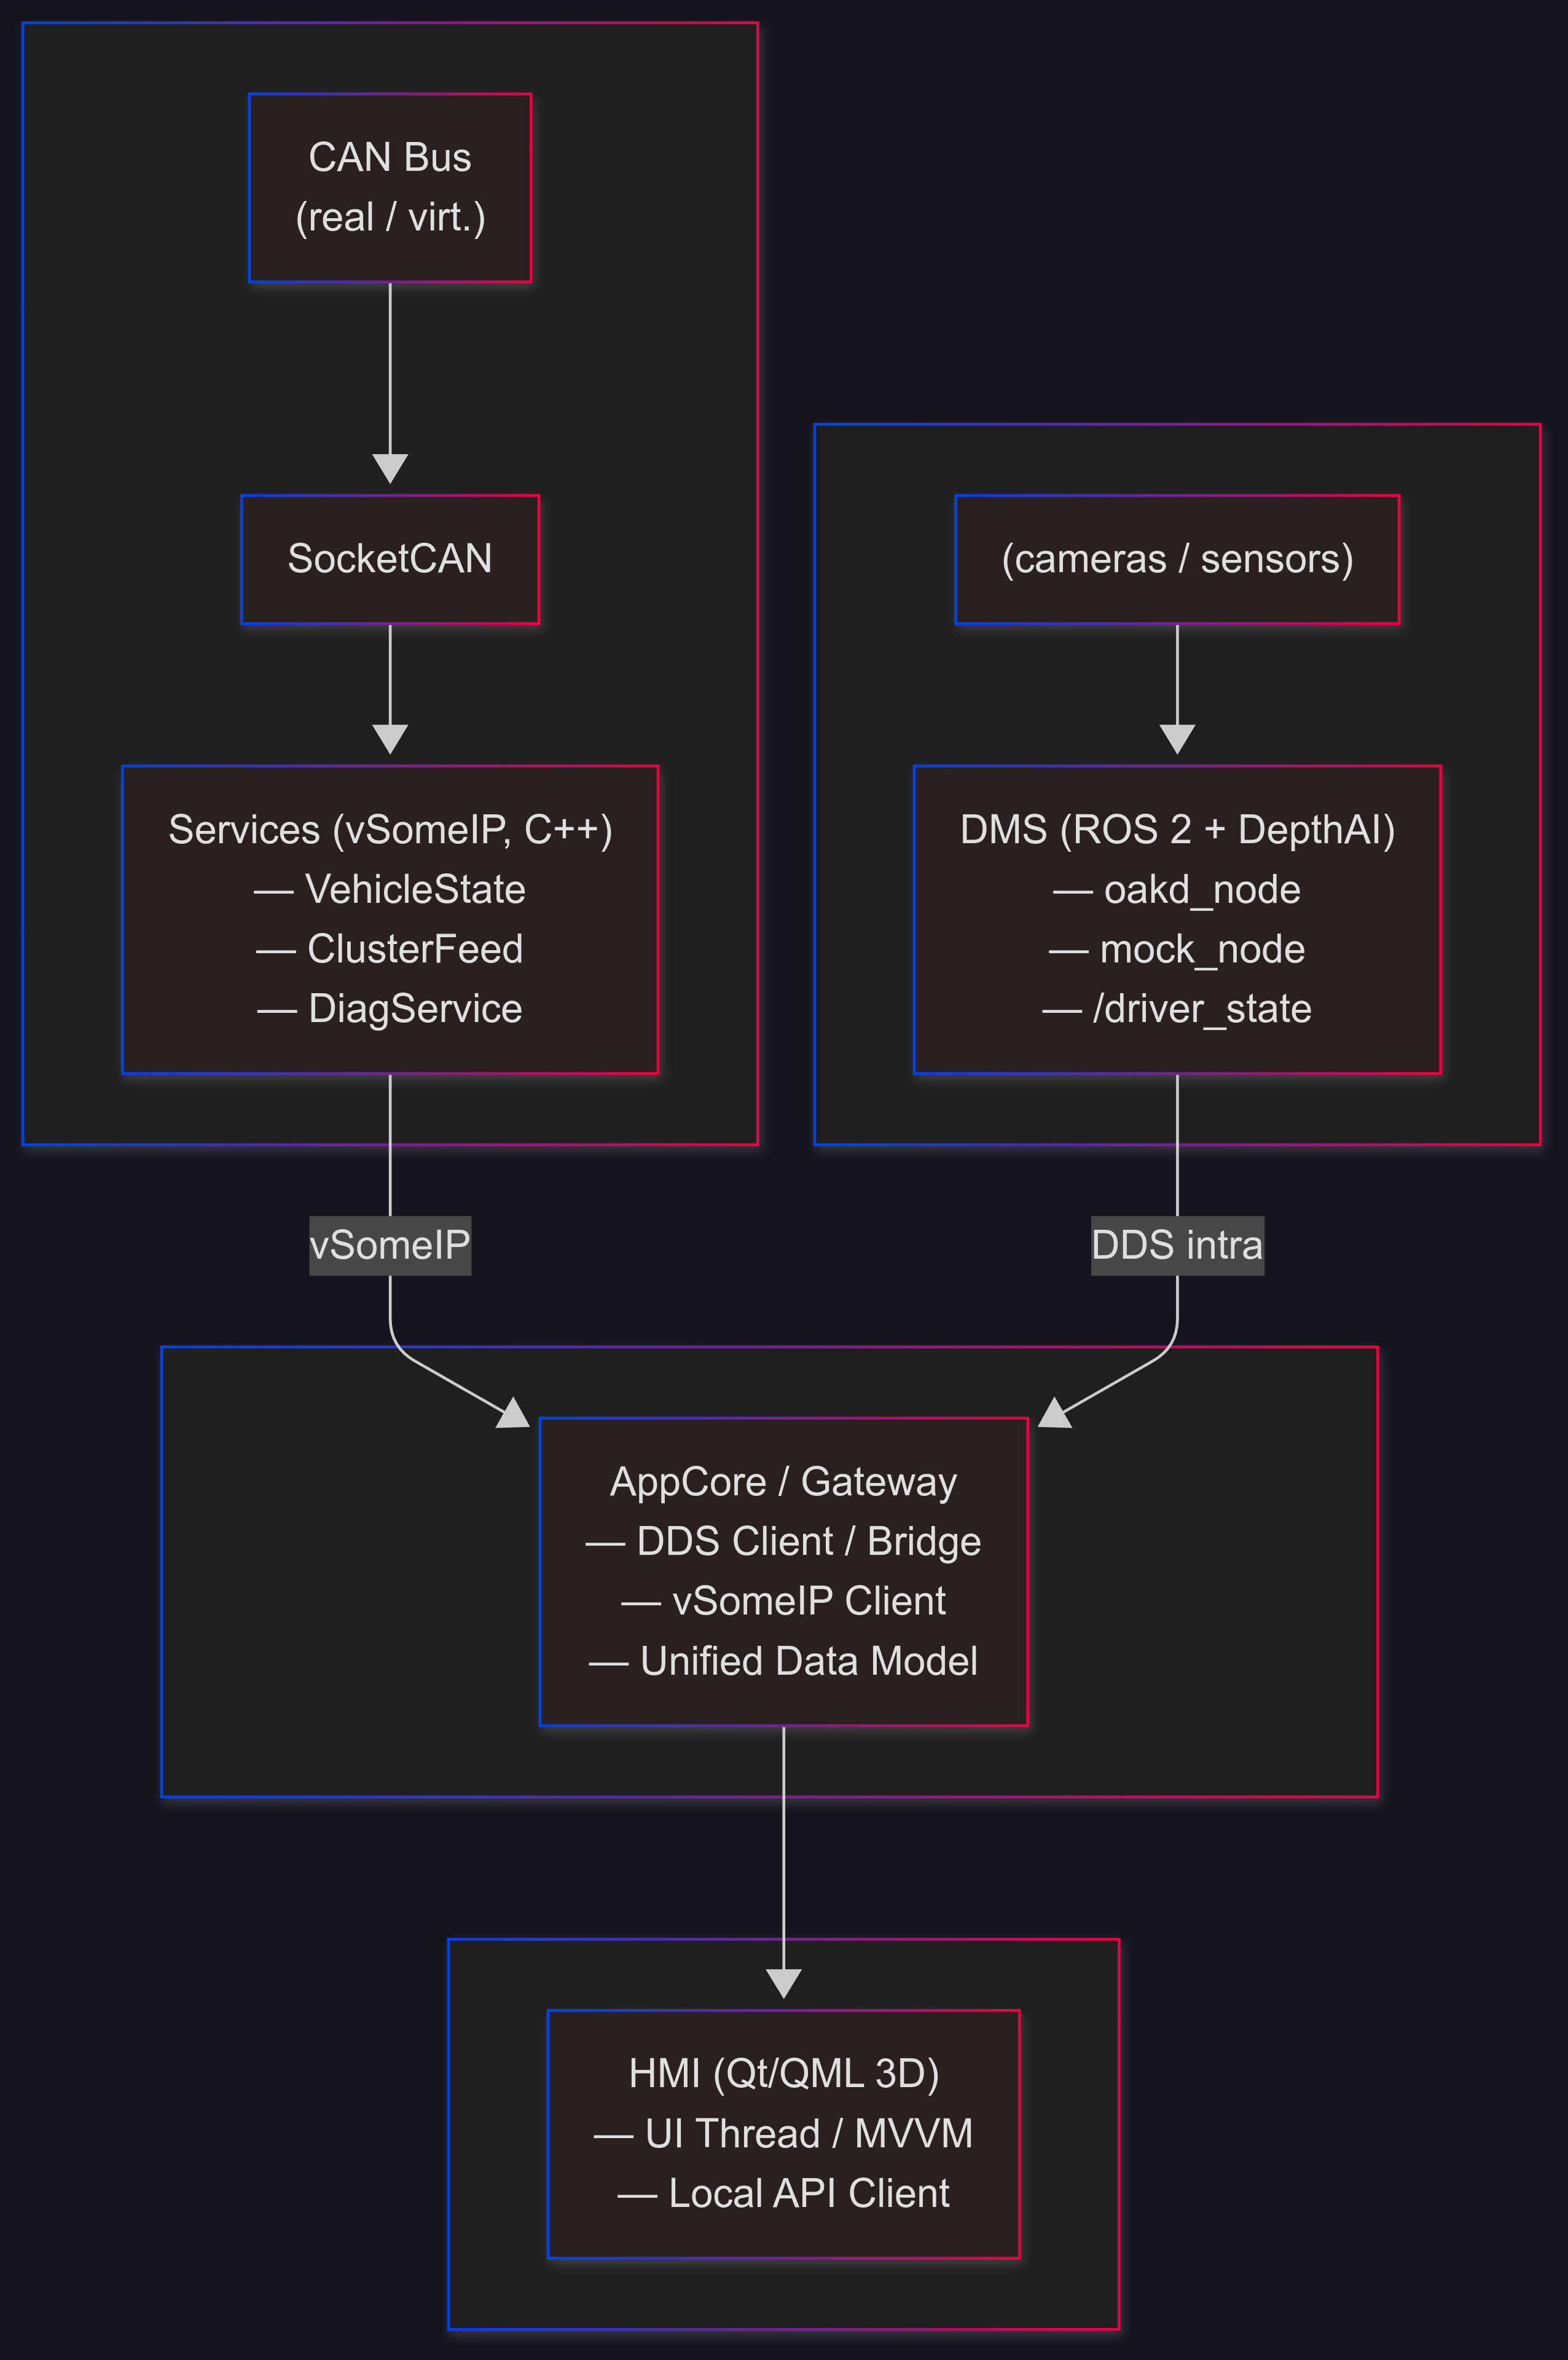 CAN Bus
(real / virt.)
SocketCAN
(cameras / sensors)
Services (vSomeIP, C++)
— VehicleState
— ClusterFeed
— DiagService
DMS (ROS 2 + DepthAI)
— oakd_node
— mock_node
— /driver_state
vSomeIP
DDS intra
AppCore / Gateway
— DDS Client / Bridge
— vSomeIP Client
— Unified Data Model
HMI (Qt/QML 3D)
— UI Thread / MVVM
— Local API Client